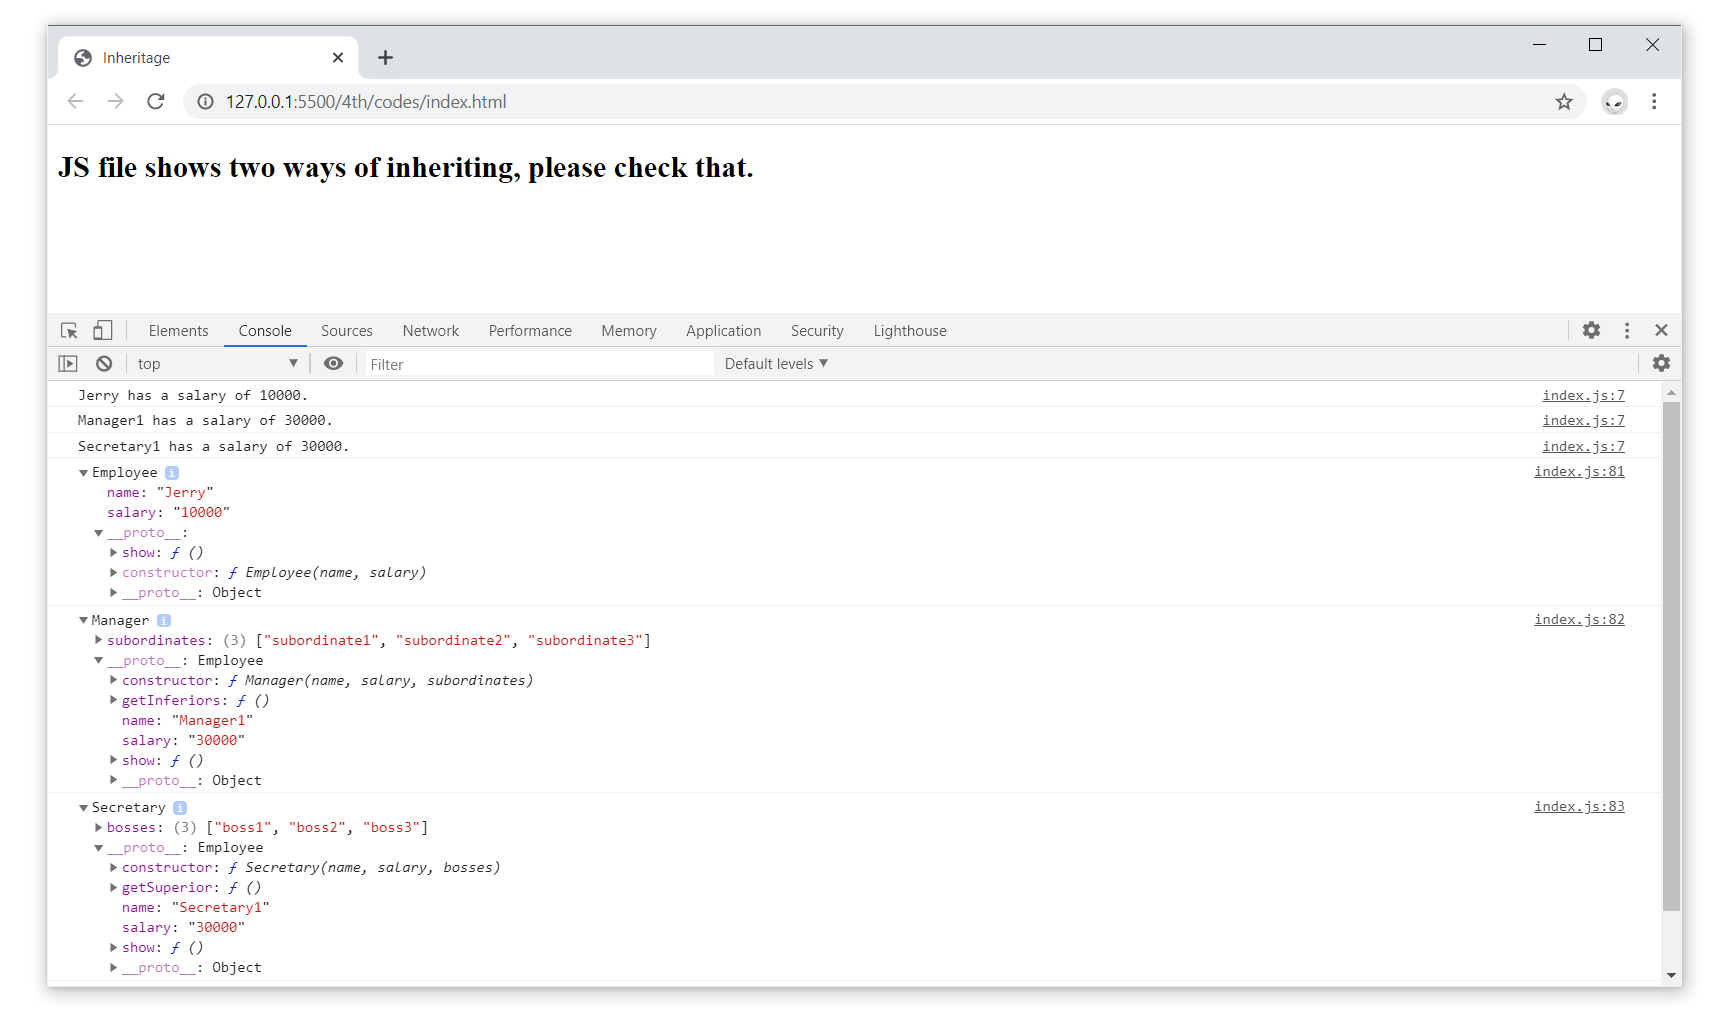 Inheritage
127.0.0.1:5500/4th/codes/index.html
JS file shows two ways of inheriting, please check that.
Elements Console Sources Network Performance Memory Application Security Lighthouse
top Filter Default levels
Jerry has a salary of 10000. index.js:7
Manager1 has a salary of 30000. index.js:7
Secretary1 has a salary of 30000. index.js:7
Employee i index.js:81
name: "Jerry"
salary: "10000"
__proto__:
show: ƒ ()
constructor: ƒ Employee(name, salary)
__proto__: Object
Manager i index.js:82
subordinates: (3) ["subordinate1", "subordinate2", "subordinate3"]
__proto__: Employee
constructor: ƒ Manager(name, salary, subordinates)
getInferiors: ƒ ()
name: "Manager1"
salary: "30000"
show: ƒ ()
__proto__: Object
Secretary i index.js:83
bosses: (3) ["boss1", "boss2", "boss3"]
__proto__: Employee
constructor: ƒ Secretary(name, salary, bosses)
getSuperior: ƒ ()
name: "Secretary1"
salary: "30000"
show: ƒ ()
__proto__: Object